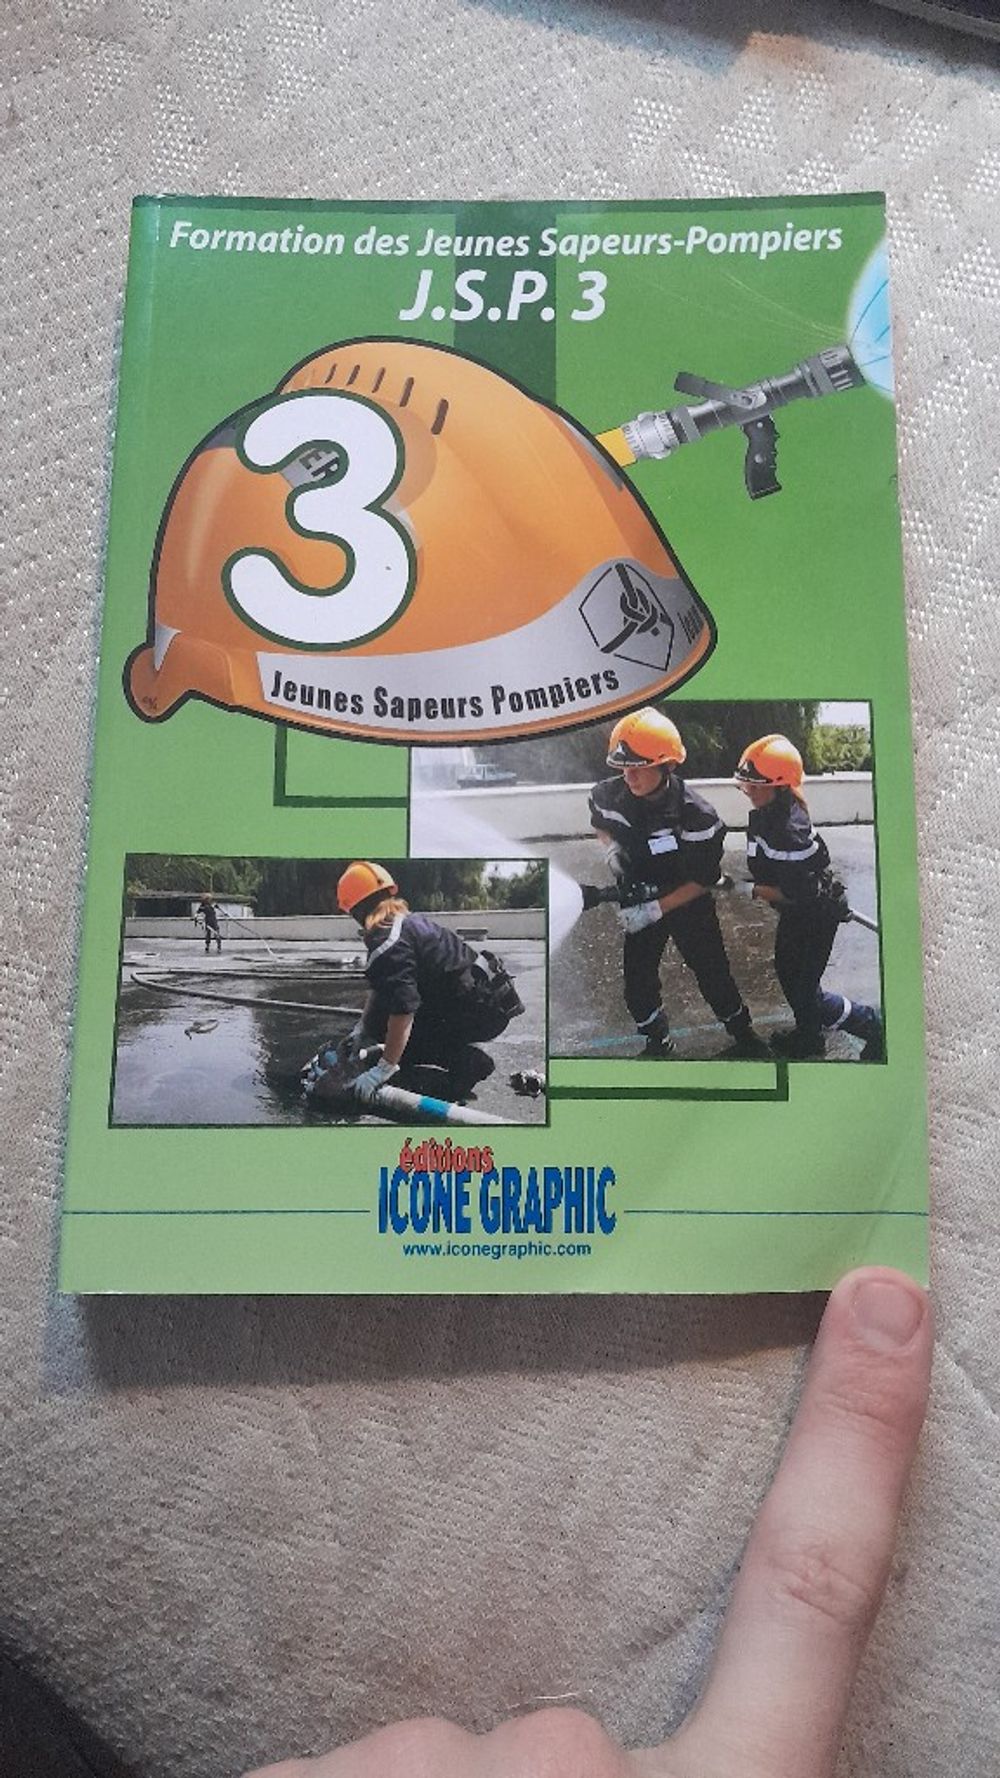 Formation des Jeunes Sapeurs-Pompiers
J.S.P. 3
3
Jeunes Sapeurs Pompiers
éditions
ICONE GRAPHIC
www.iconegraphic.com